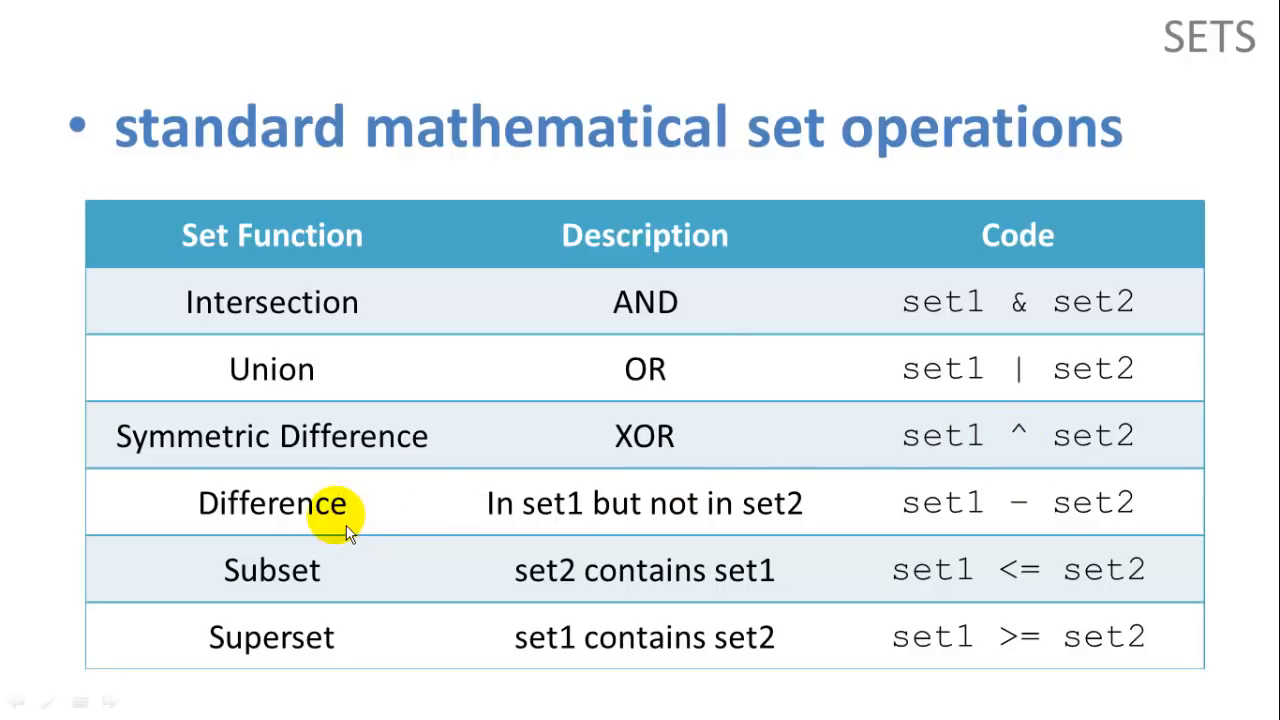 SETS
• standard mathematical set operations
Set Function Description Code
Intersection AND set1 & set2
Union OR set1 | set2
Symmetric Difference XOR set1 ^ set2
Difference In set1 but not in set2 set1 - set2
Subset set2 contains set1 set1 <= set2
Superset set1 contains set2 set1 >= set2